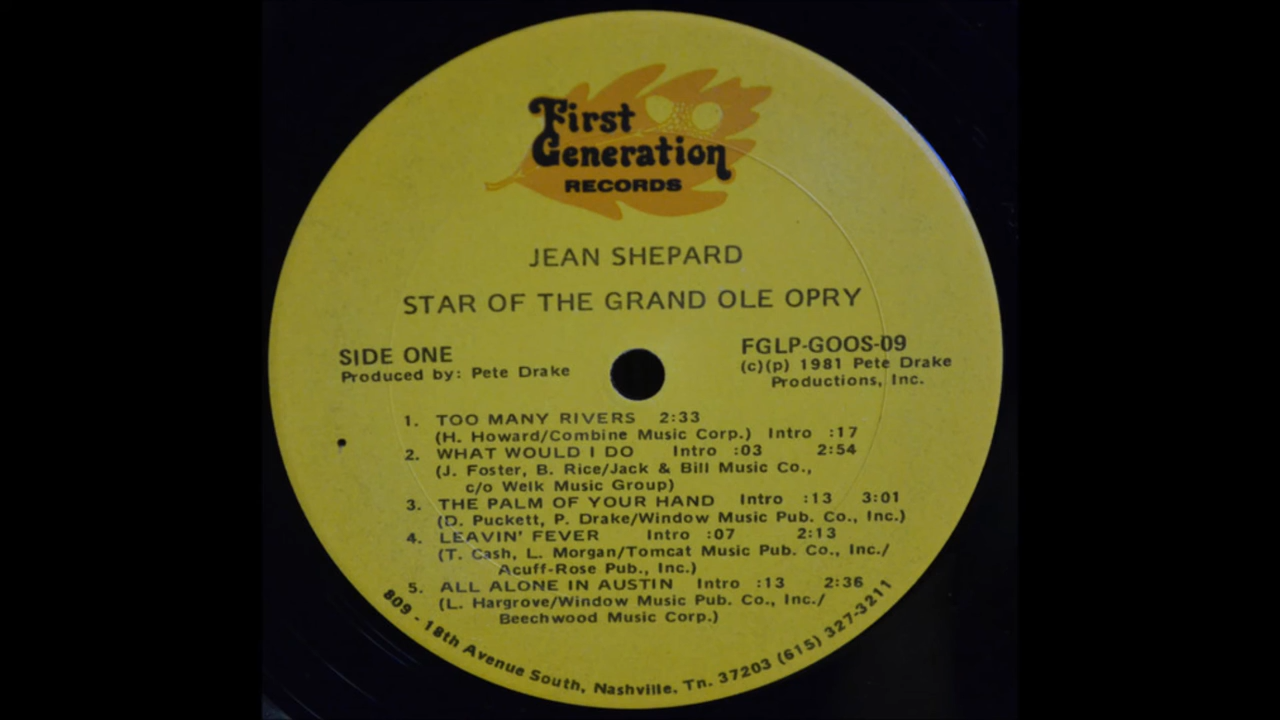 First
Generation
RECORDS
JEAN SHEPARD
STAR OF THE GRAND OLE OPRY
SIDE ONE
Produced by: Pete Drake
FGLP-GOOS-09
(c)(p) 1981 Pete Drake
Productions, Inc.
1. TOO MANY RIVERS 2:33
(H. Howard/Combine Music Corp.) Intro :17
2. WHAT WOULD I DO Intro :03 2:54
(J. Foster, B. Rice/Jack & Bill Music Co.,
c/o Welk Music Group)
3. THE PALM OF YOUR HAND Intro :13 3:01
(D. Puckett, P. Drake/Window Music Pub. Co., Inc.)
4. LEAVIN' FEVER Intro :07 2:13
(T. Cash, L. Morgan/Tomcat Music Pub. Co., Inc./
Acuff-Rose Pub., Inc.)
5. ALL ALONE IN AUSTIN Intro :13 2:36
(L. Hargrove/Window Music Pub. Co., Inc./
Beechwood Music Corp.)
809 - 18th Avenue South, Nashville, Tn. 37203 (615) 327-3211